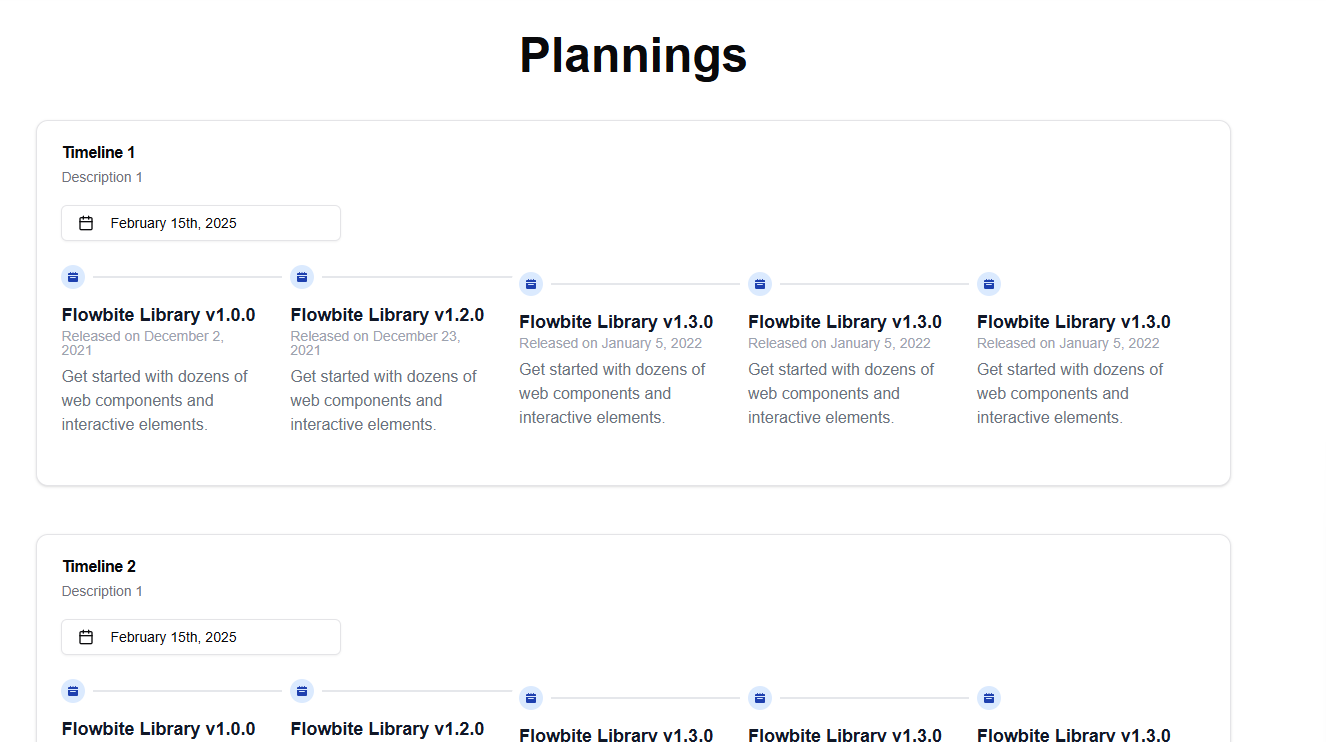 Plannings
Timeline 1
Description 1
February 15th, 2025
Flowbite Library v1.0.0
Released on December 2,
2021
Get started with dozens of
web components and
interactive elements.
Flowbite Library v1.2.0
Released on December 23,
2021
Get started with dozens of
web components and
interactive elements.
Flowbite Library v1.3.0
Released on January 5, 2022
Get started with dozens of
web components and
interactive elements.
Flowbite Library v1.3.0
Released on January 5, 2022
Get started with dozens of
web components and
interactive elements.
Flowbite Library v1.3.0
Released on January 5, 2022
Get started with dozens of
web components and
interactive elements.
Timeline 2
Description 1
February 15th, 2025
Flowbite Library v1.0.0
Flowbite Library v1.2.0
Flowbite Library v1.3.0
Flowbite Library v1.3.0
Flowbite Library v1.3.0